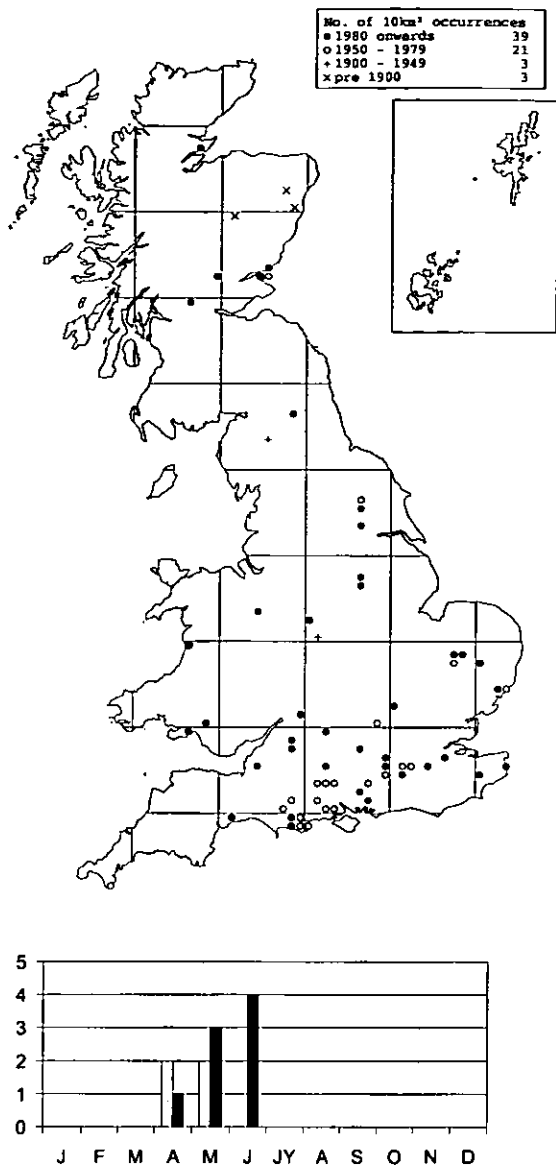 No. of 10km² occurrences
● 1980 onwards 39
o 1950 - 1979 21
+ 1900 - 1949 3
x pre 1900 3
5
4
3
2
1
0
J F M A M J JY A S O N D